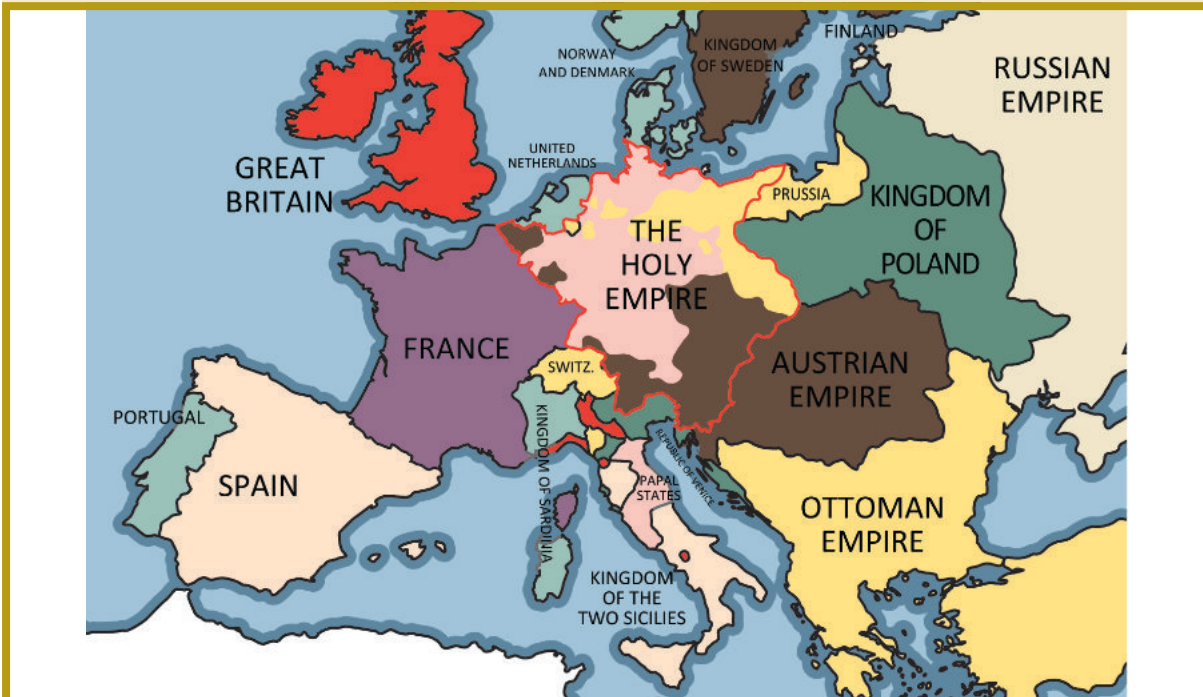 NORWAY
AND DENMARK
KINGDOM
OF SWEDEN
FINLAND
RUSSIAN
EMPIRE
GREAT
BRITAIN
UNITED
NETHERLANDS
PRUSSIA
KINGDOM
OF
POLAND
THE
HOLY
EMPIRE
FRANCE
SWITZ.
AUSTRIAN
EMPIRE
PORTUGAL
SPAIN
KINGDOM OF SARDINIA
REPUBLIC OF VENICE
PAPAL
STATES
OTTOMAN
EMPIRE
KINGDOM
OF THE
TWO SICILIES